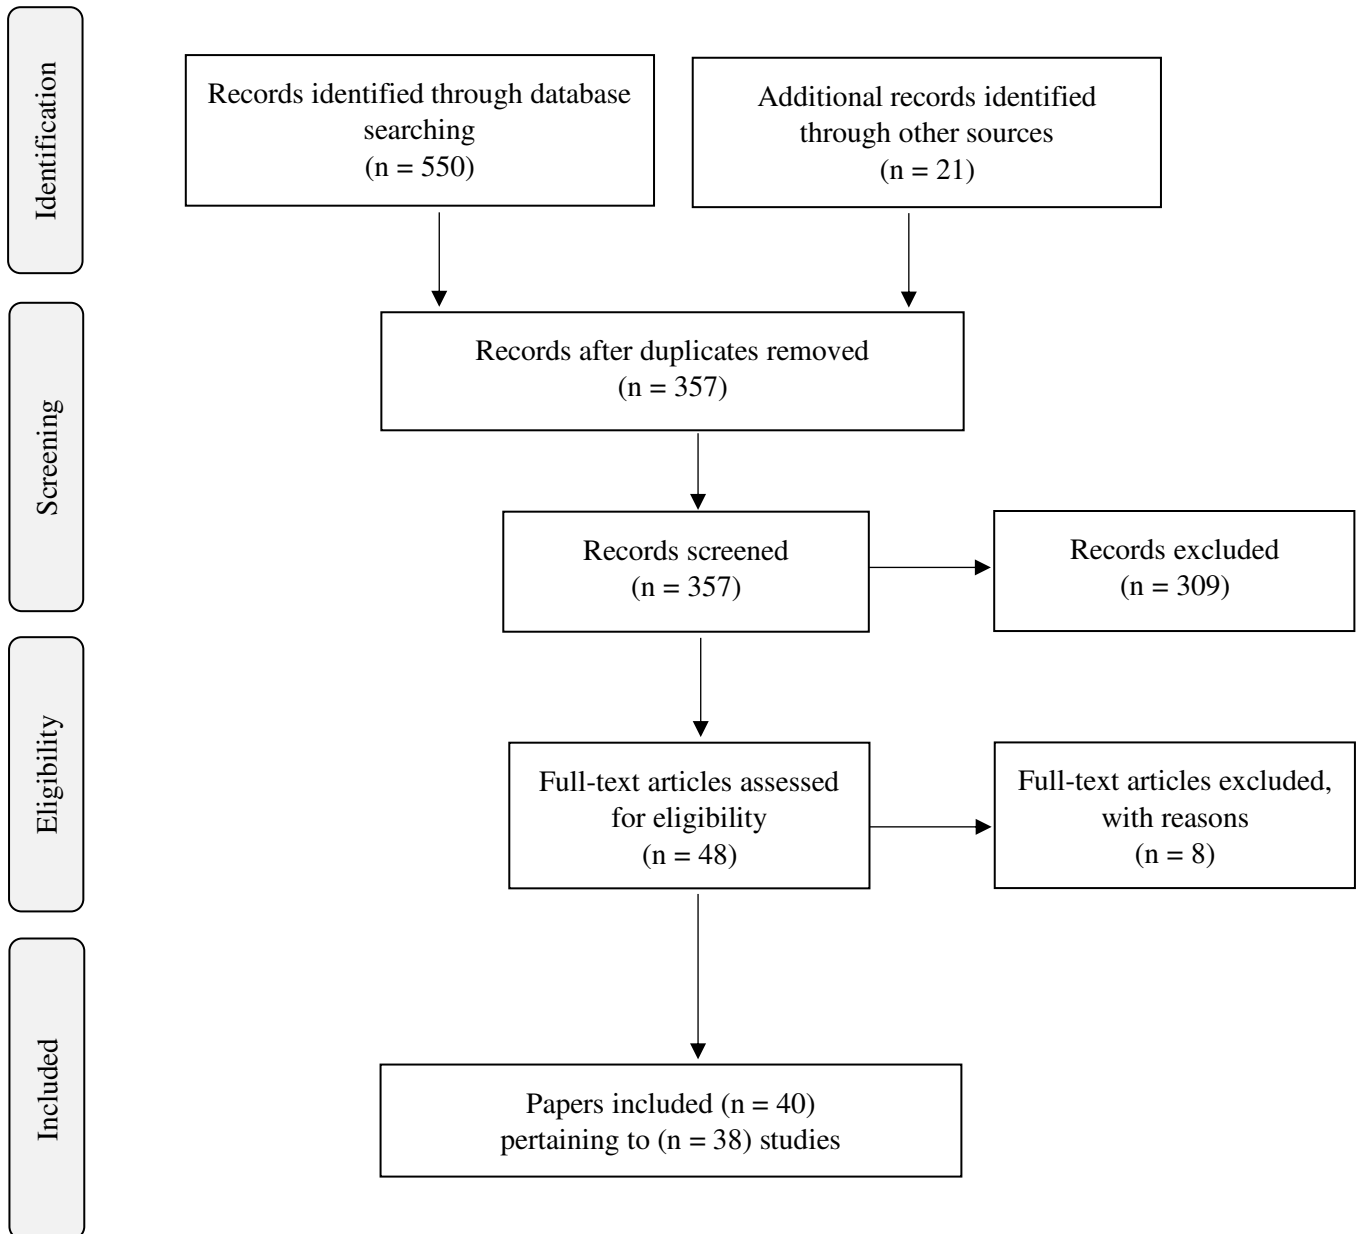 Identification
Records identified through database
searching
(n = 550)
Additional records identified
through other sources
(n = 21)
Screening
Records after duplicates removed
(n = 357)
Records screened
(n = 357)
Records excluded
(n = 309)
Eligibility
Full-text articles assessed
for eligibility
(n = 48)
Full-text articles excluded,
with reasons
(n = 8)
Included
Papers included (n = 40)
pertaining to (n = 38) studies